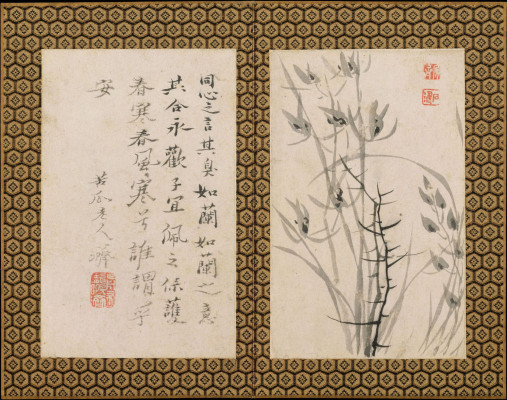 同心之言其臭如蘭如蘭之意
其合永歡子宜佩之保護
春寒春風寒兮誰謂乎
安
苦瓜老人濟